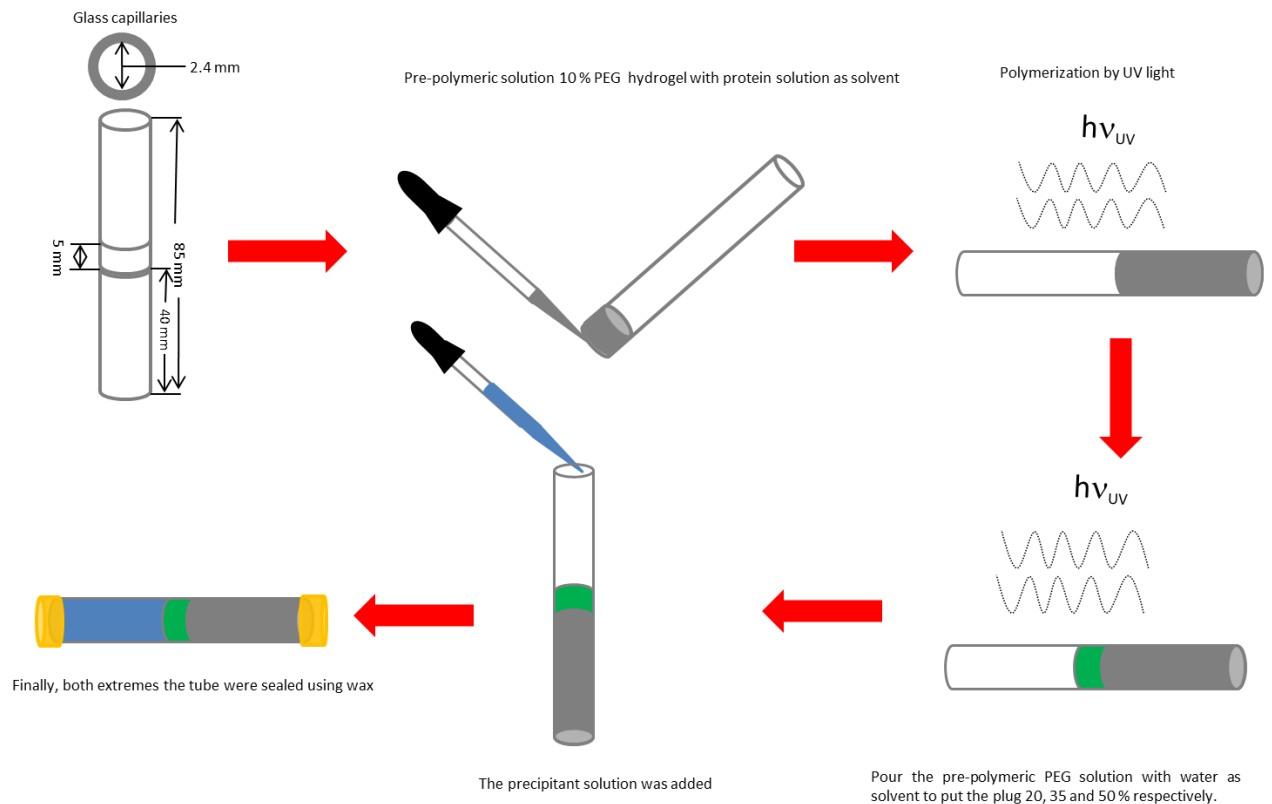 Glass capillaries
2.4 mm
5 mm
85 mm
40 mm
Pre-polymeric solution 10 % PEG hydrogel with protein solution as solvent
Polymerization by UV light
hνUV
hνUV
Pour the pre-polymeric PEG solution with water as
solvent to put the plug 20, 35 and 50 % respectively.
The precipitant solution was added
Finally, both extremes the tube were sealed using wax